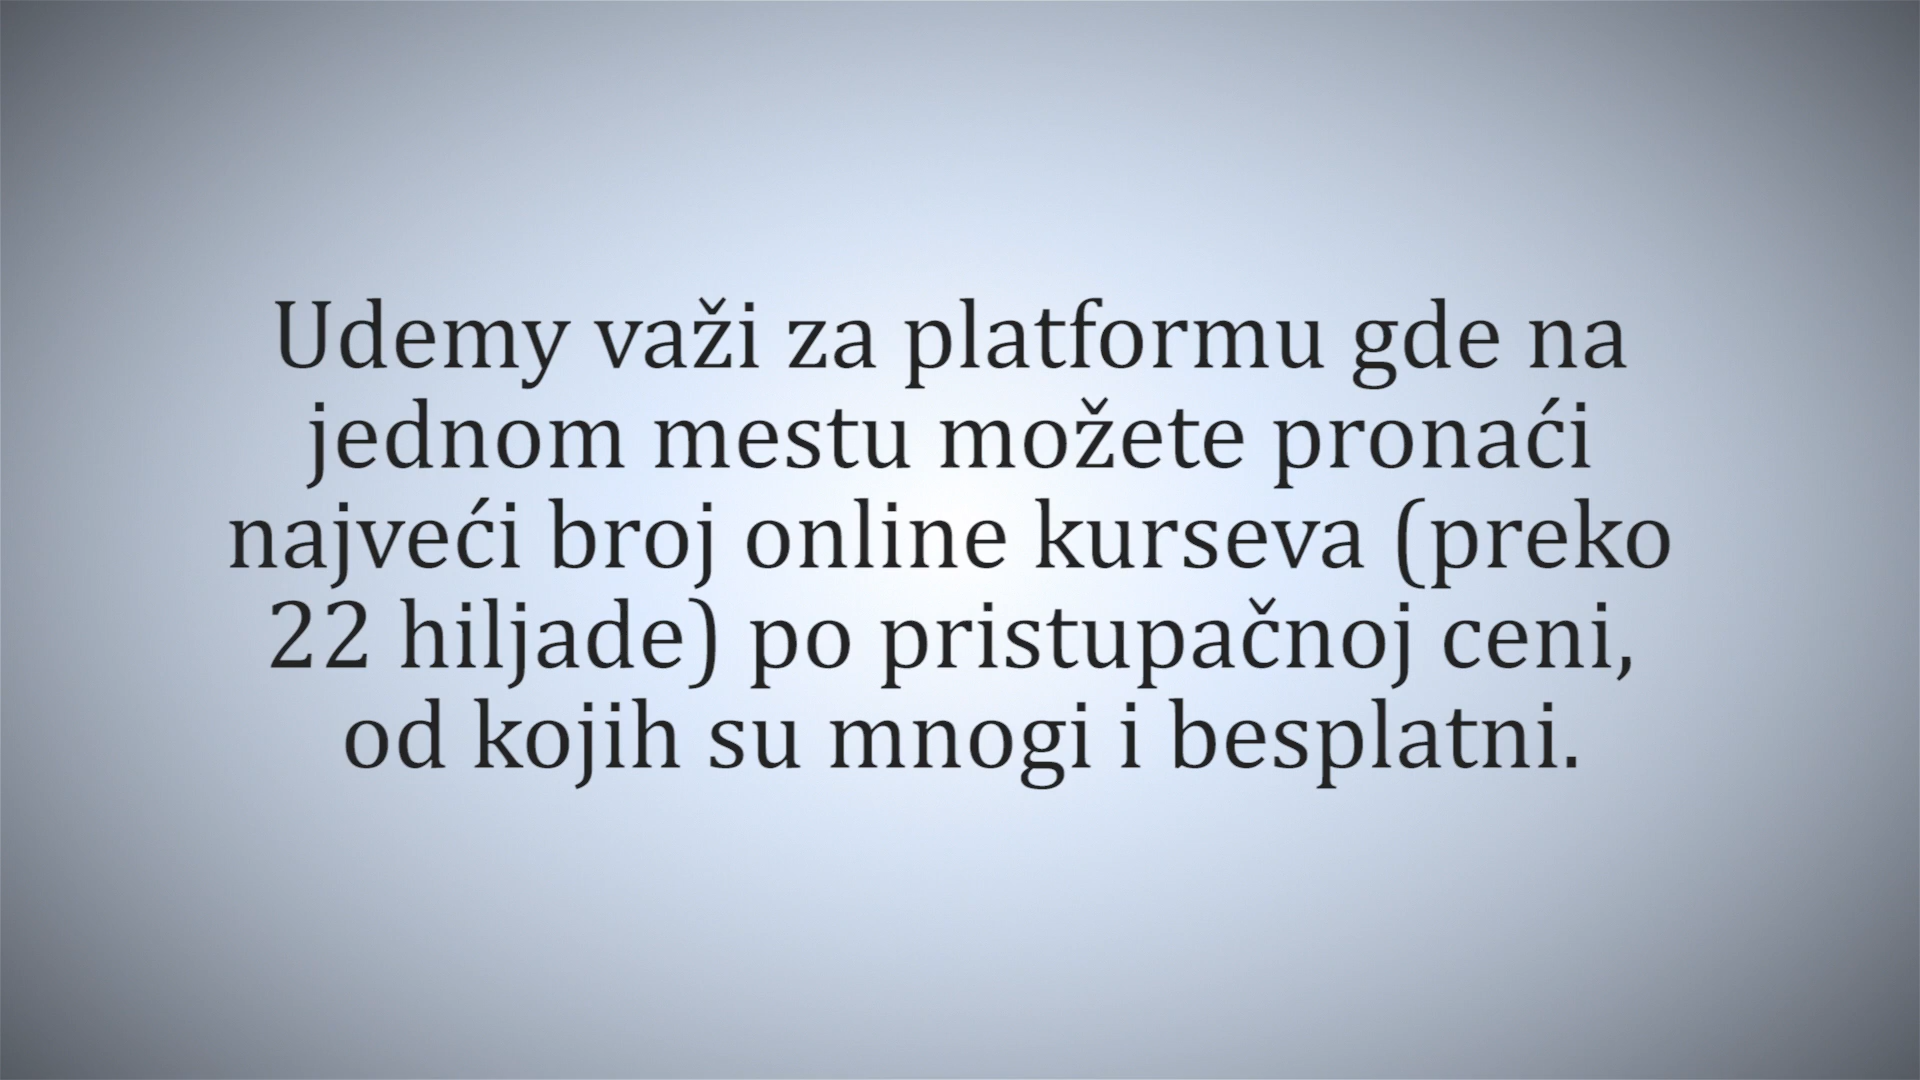 Udemy važi za platformu gde na
jednom mestu možete pronaći
najveći broj online kurseva (preko
22 hiljade) po pristupačnoj ceni,
od kojih su mnogi i besplatni.